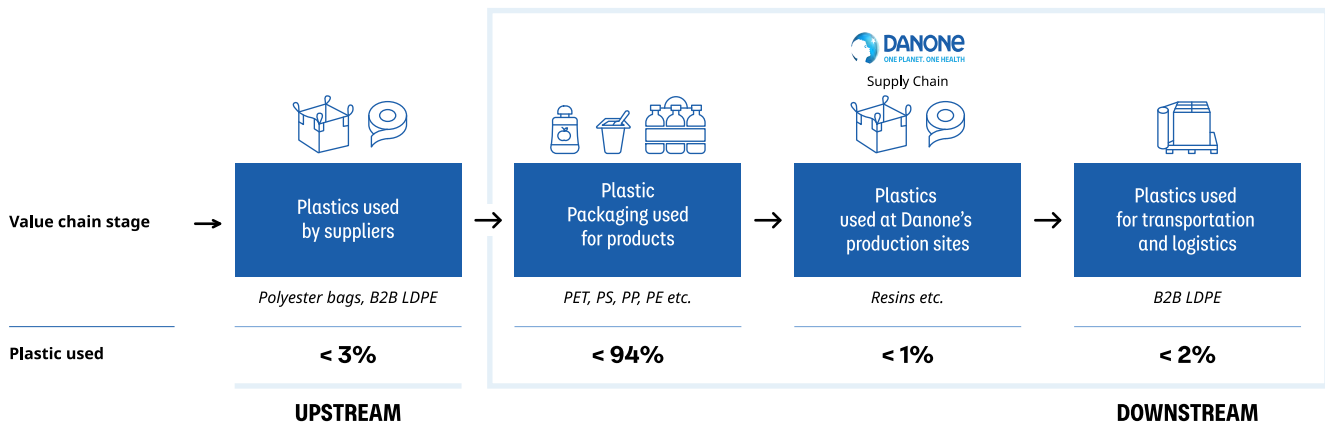 DANONE
ONE PLANET. ONE HEALTH
Supply Chain
Value chain stage
Plastics used
by suppliers
Plastic
Packaging used
for products
Plastics
used at Danone's
production sites
Plastics used
for transportation
and logistics
Polyester bags, B2B LDPE
PET, PS, PP, PE etc.
Resins etc.
B2B LDPE
Plastic used
< 3%
< 94%
< 1%
< 2%
UPSTREAM
DOWNSTREAM